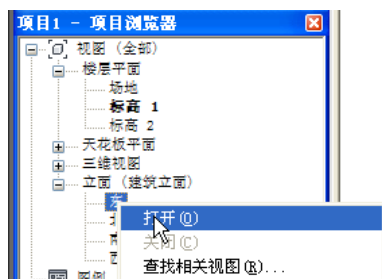 项目1 - 项目浏览器
视图 (全部)
楼层平面
场地
标高 1
标高 2
天花板平面
三维视图
立面 (建筑立面)
东
打开(O)
关闭(C)
查找相关视图(R)...